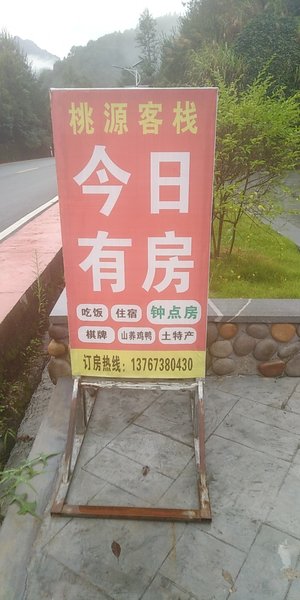 桃源客栈
今日
有房
吃饭 住宿 钟点房
棋牌 山养鸡鸭 土特产
订房热线：13767380430